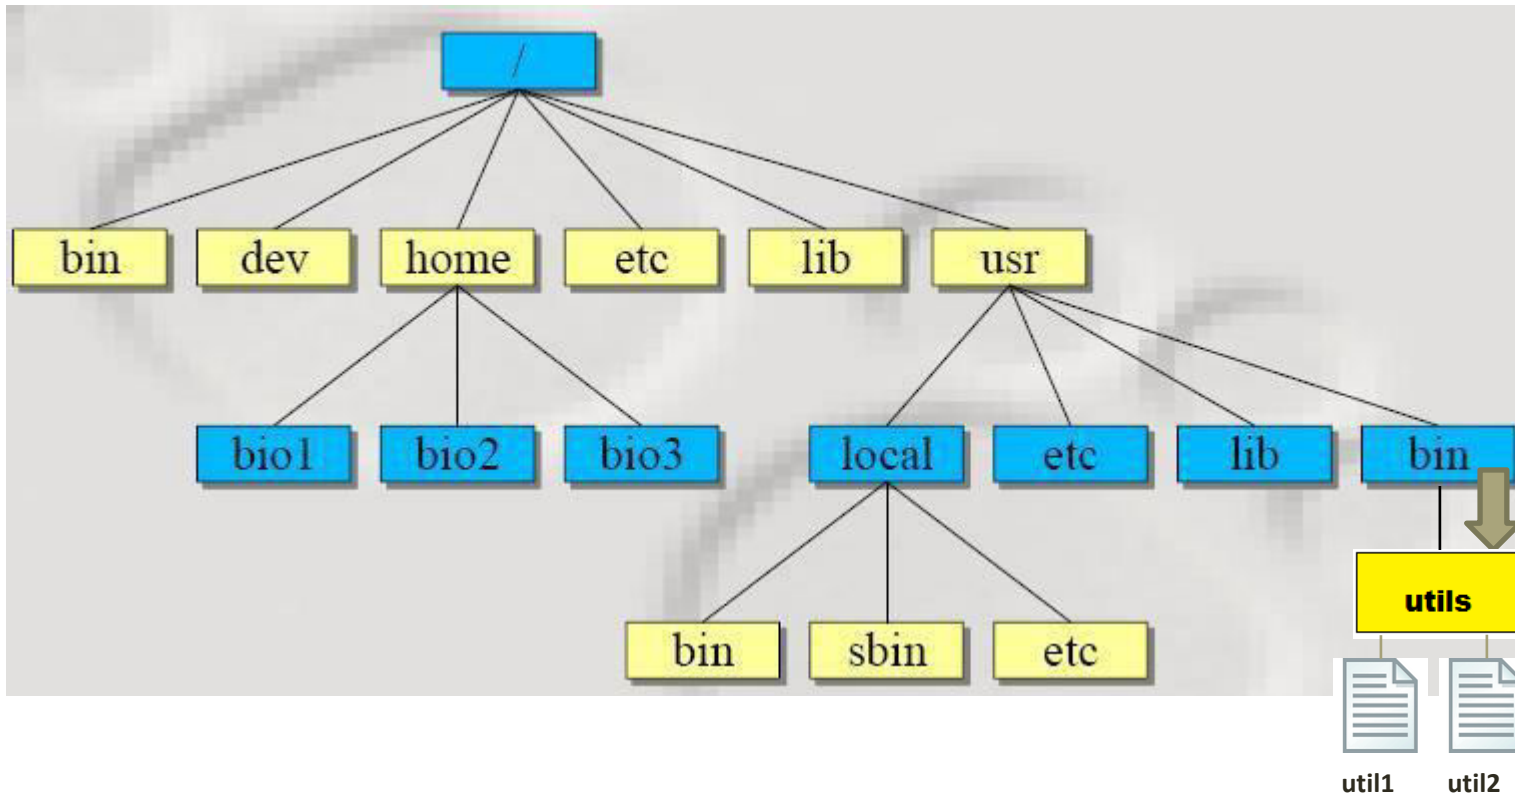 /
bin dev home etc lib usr
bio1 bio2 bio3 local etc lib bin
utils
bin sbin etc
util1 util2